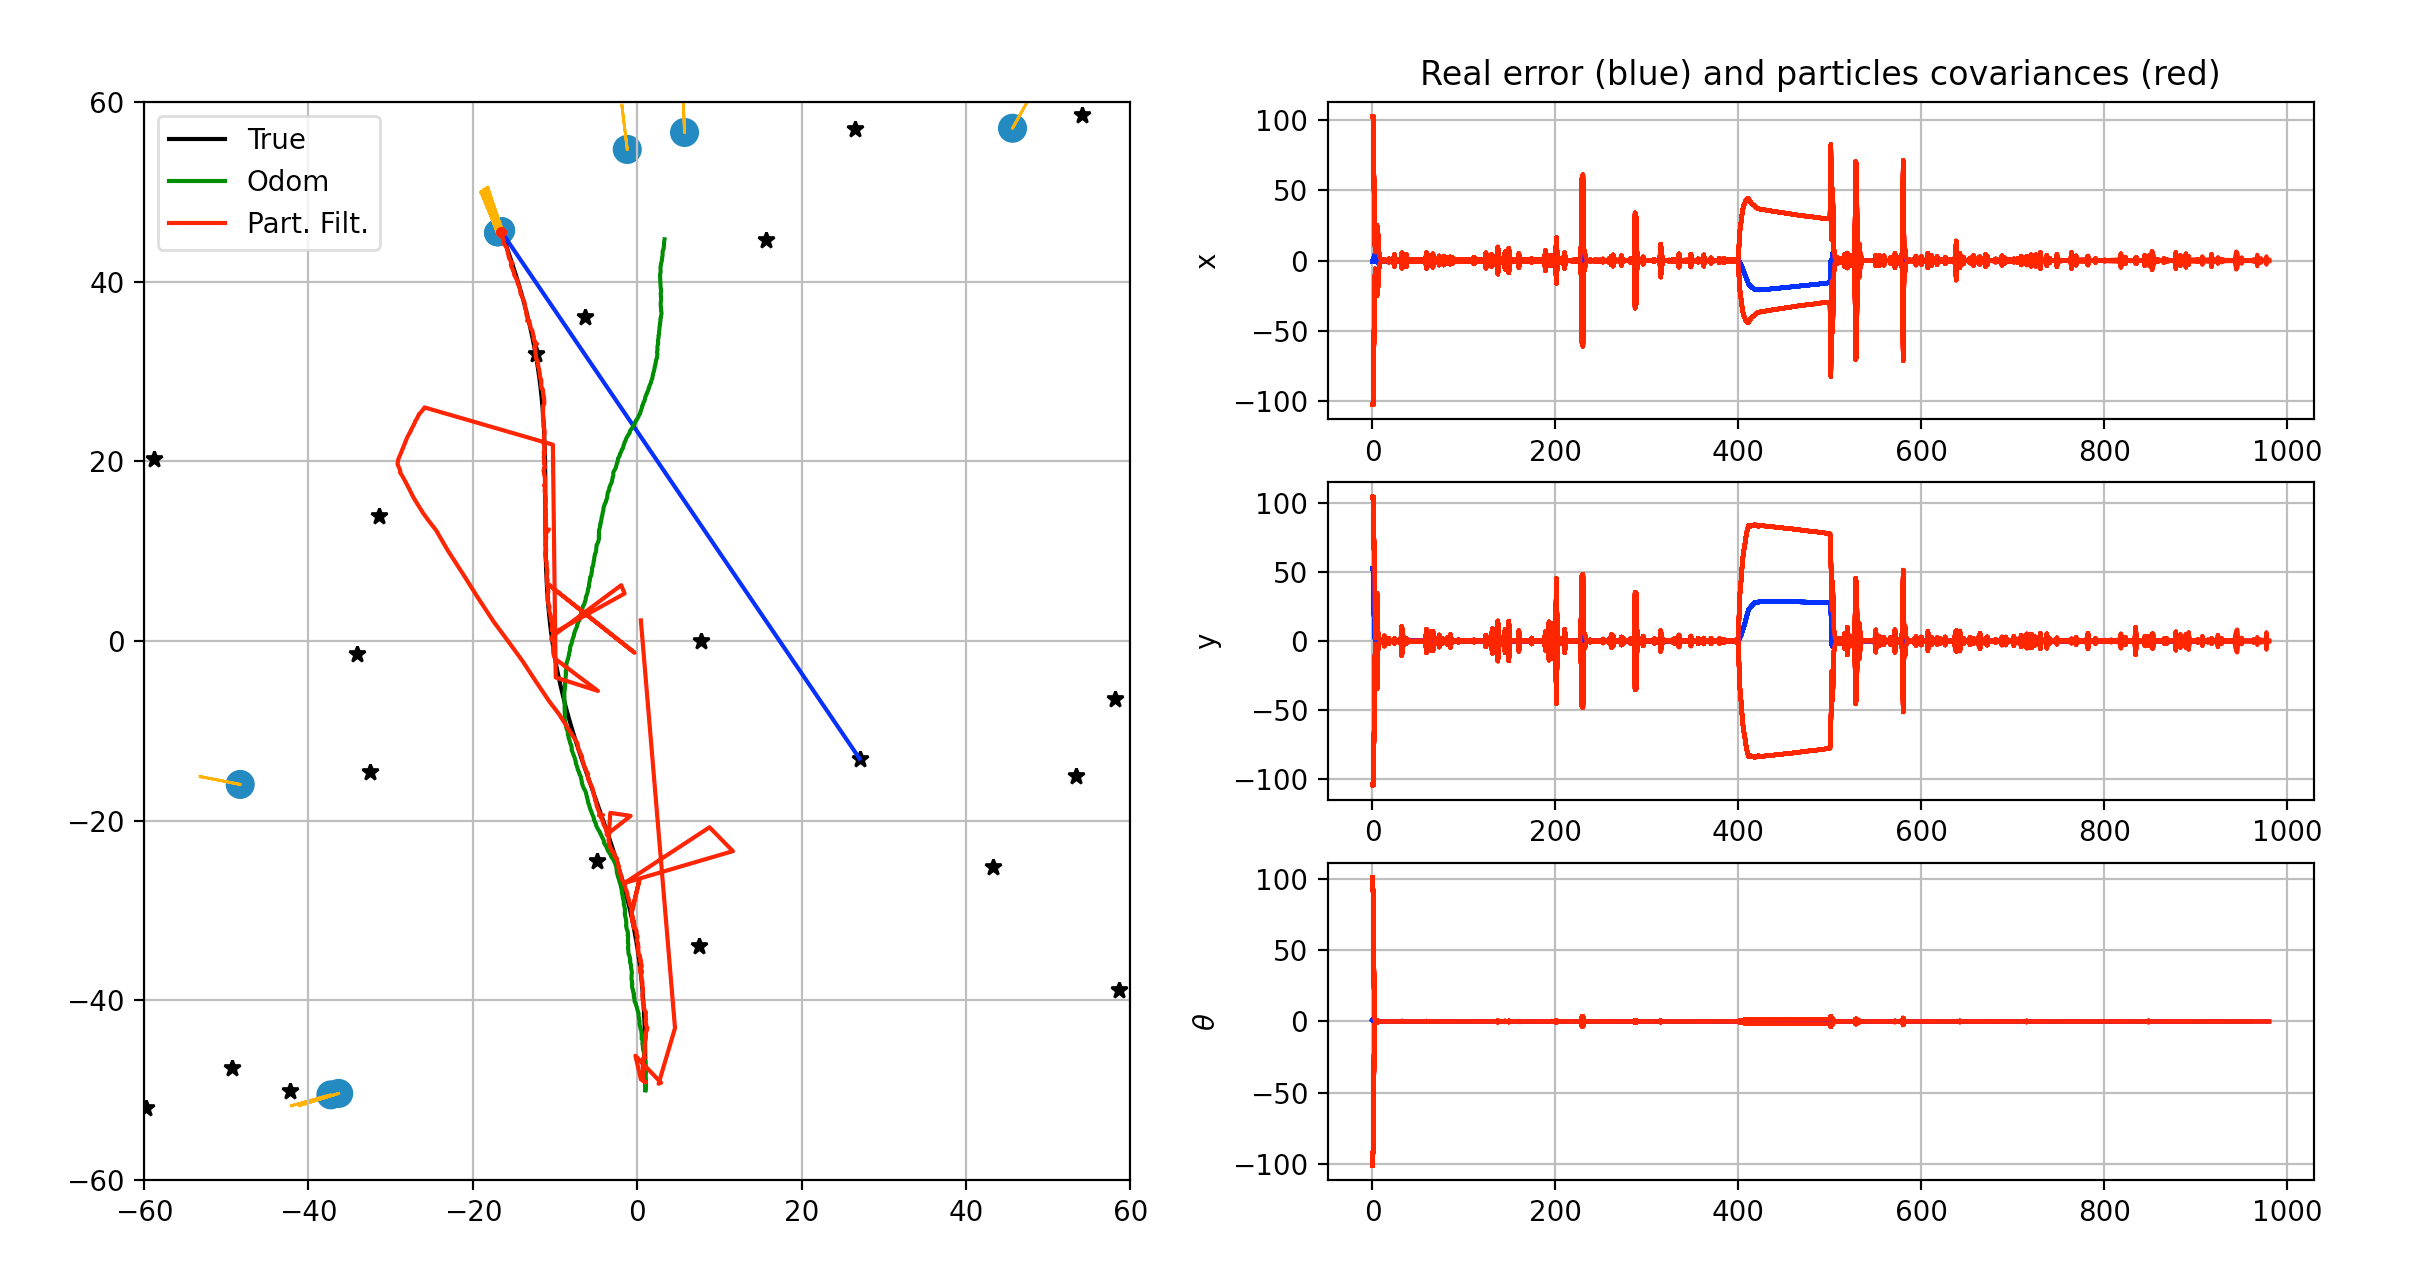 True
Odom
Part. Filt.
60
40
20
0
−20
−40
−60
−60 −40 −20 0 20 40 60
Real error (blue) and particles covariances (red)
x
100
50
0
−50
−100
0 200 400 600 800 1000
y
100
50
0
−50
−100
0 200 400 600 800 1000
θ
100
50
0
−50
−100
0 200 400 600 800 1000